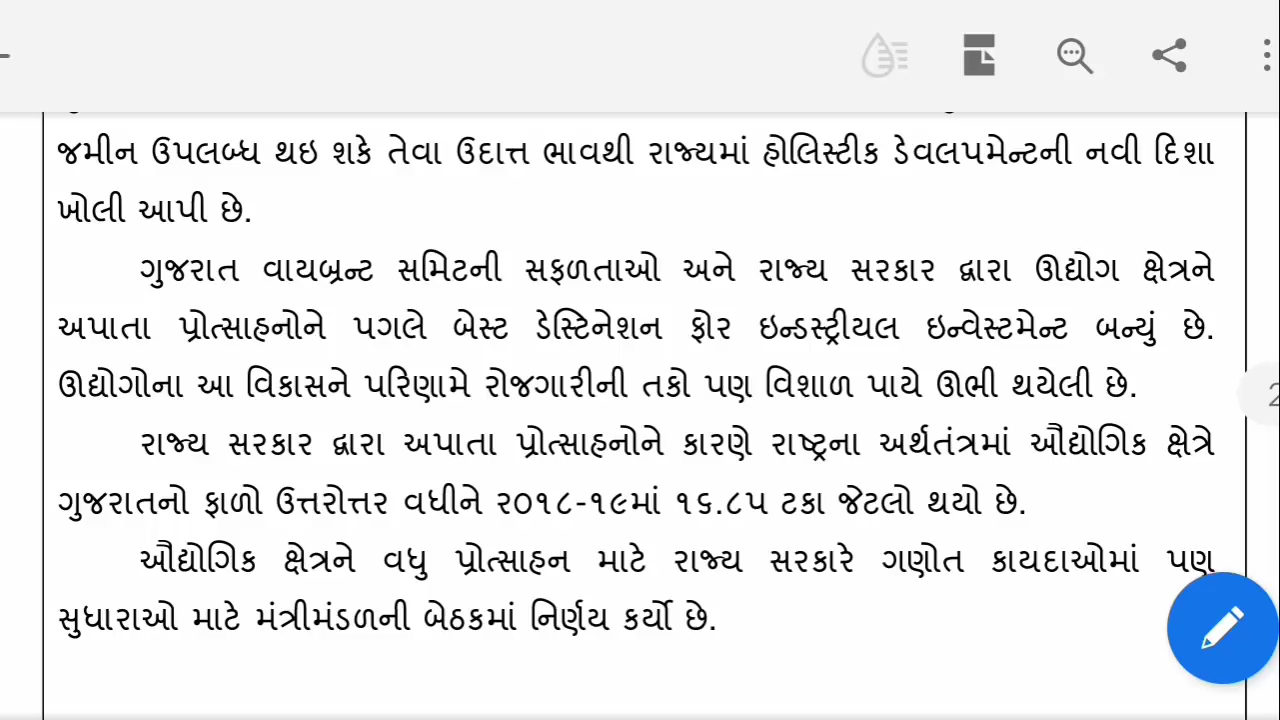 જમીન ઉપલબ્ધ થઇ શકે તેવા ઉદાત્ત ભાવથી રાજ્યમાં હોલિસ્ટીક ડેવલપમેન્ટની નવી દિશા
ખોલી આપી છે.
ગુજરાત વાયબ્રન્ટ સમિટની સફળતાઓ અને રાજ્ય સરકાર દ્વારા ઊદ્યોગ ક્ષેત્રને
અપાતા પ્રોત્સાહનોને પગલે બેસ્ટ ડેસ્ટિનેશન ફોર ઇન્ડસ્ટ્રીયલ ઇન્વેસ્ટમેન્ટ બન્યું છે.
ઊદ્યોગોના આ વિકાસને પરિણામે રોજગારીની તકો પણ વિશાળ પાયે ઊભી થયેલી છે.
રાજ્ય સરકાર દ્વારા અપાતા પ્રોત્સાહનોને કારણે રાષ્ટ્રના અર્થતંત્રમાં ઔદ્યોગિક ક્ષેત્રે
ગુજરાતનો ફાળો ઉત્તરોત્તર વધીને ૨૦૧૮-૧૯માં ૧૬.૮૫ ટકા જેટલો થયો છે.
ઔદ્યોગિક ક્ષેત્રને વધુ પ્રોત્સાહન માટે રાજ્ય સરકારે ગણોત કાયદાઓમાં પણ
સુધારાઓ માટે મંત્રીમંડળની બેઠકમાં નિર્ણય કર્યો છે.